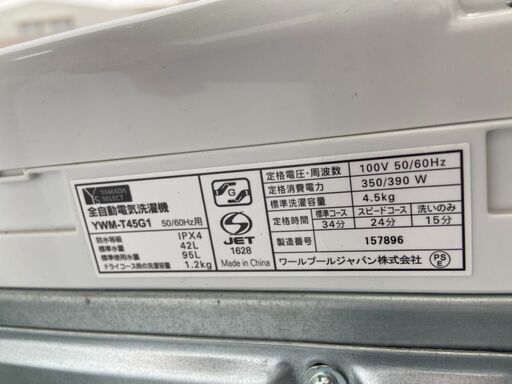 YAMADA
SELECT
YS
全自動電気洗濯機
YWM-T45G1 50/60Hz用
防水等級 IPX4
標準水量 42L
標準使用水量 95L
ドライコース時の洗濯容量 1.2kg
G
S
JET
1628
Made in China
定格電圧・周波数 100V 50/60Hz
定格消費電力 350/390 W
標準洗濯容量 4.5kg
定格時間 標準コース スピードコース 洗いのみ
34分 24分 15分
製造番号 157896
ワールプールジャパン株式会社
PS
E